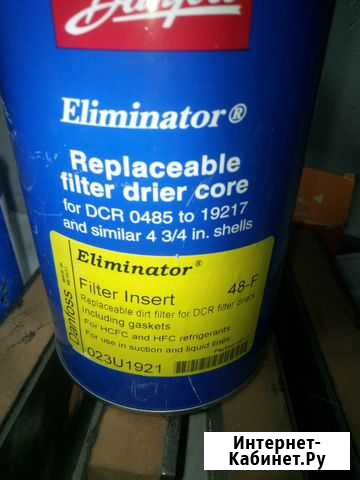 Danfoss
Eliminator®
Replaceable
filter drier core
for DCR 0485 to 19217
and similar 4 3/4 in. shells
Eliminator®
Filter Insert 48-F
Replaceable dirt filter for DCR filter driers
Including gaskets
For HCFC and HFC refrigerants
For use in suction and liquid lines
Danfoss
023U1921
Интернет-
Кабинет.Ру